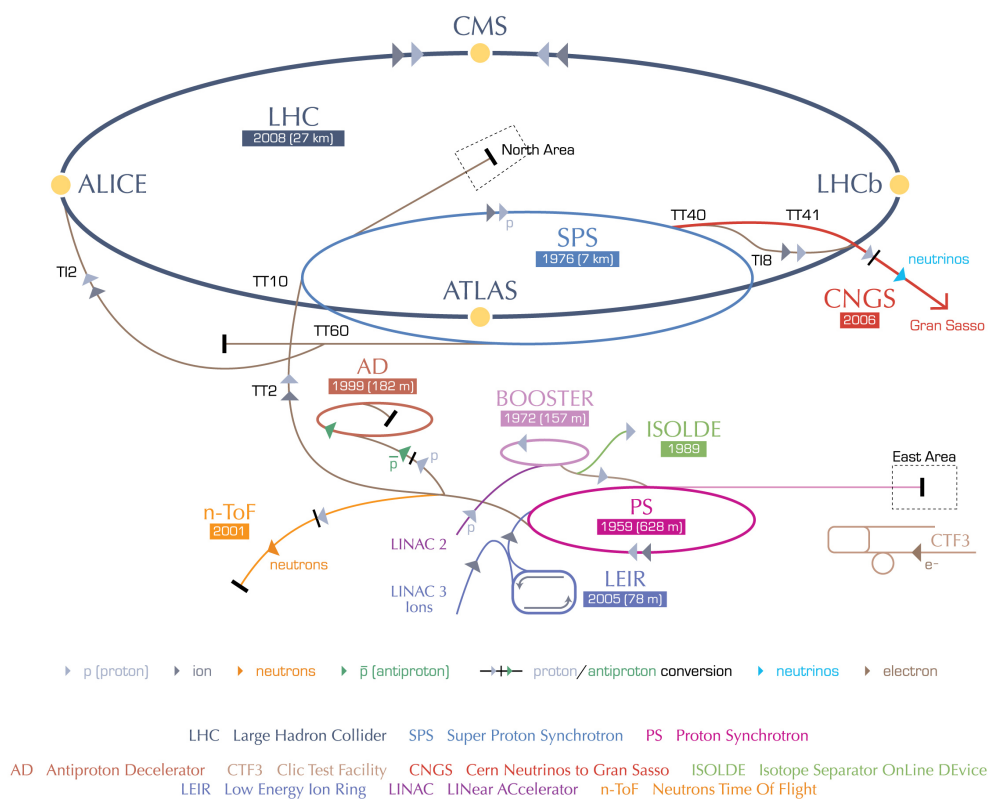 CMS
LHC
2008 (27 km)
North Area
ALICE
LHCb
p
TT40
TT41
SPS
1976 (7 km)
TI2
TI8
neutrinos
TT10
ATLAS
CNGS
2006
Gran Sasso
TT60
AD
1999 (182 m)
TT2
BOOSTER
1972 (157 m)
ISOLDE
1989
p̅
p
East Area
n-ToF
2001
PS
1959 (628 m)
p
LINAC 2
neutrons
CTF3
e-
LEIR
2005 (78 m)
LINAC 3
Ions
p (proton) ion neutrons p̅ (antiproton) proton/antiproton conversion neutrinos electron
LHC Large Hadron Collider SPS Super Proton Synchrotron PS Proton Synchrotron
AD Antiproton Decelerator CTF3 Clic Test Facility CNGS Cern Neutrinos to Gran Sasso ISOLDE Isotope Separator OnLine DEvice
LEIR Low Energy Ion Ring LINAC LINear ACcelerator n-ToF Neutrons Time Of Flight